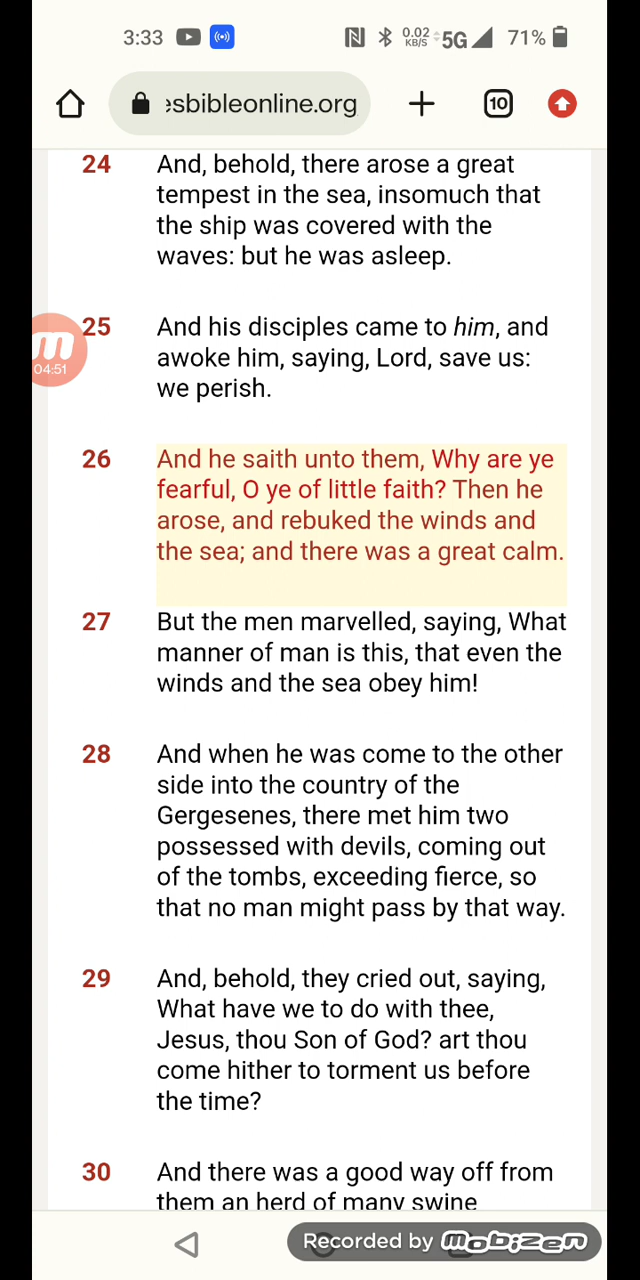 3:33 0.02 KB/S 5G 71%
esbibleonline.org 10
24 And, behold, there arose a great
tempest in the sea, insomuch that
the ship was covered with the
waves: but he was asleep.
25 And his disciples came to him, and
awoke him, saying, Lord, save us:
we perish.
m
04:51
26 And he saith unto them, Why are ye
fearful, O ye of little faith? Then he
arose, and rebuked the winds and
the sea; and there was a great calm.
27 But the men marvelled, saying, What
manner of man is this, that even the
winds and the sea obey him!
28 And when he was come to the other
side into the country of the
Gergesenes, there met him two
possessed with devils, coming out
of the tombs, exceeding fierce, so
that no man might pass by that way.
29 And, behold, they cried out, saying,
What have we to do with thee,
Jesus, thou Son of God? art thou
come hither to torment us before
the time?
30 And there was a good way off from
them an herd of many swine
Recorded by mobizen